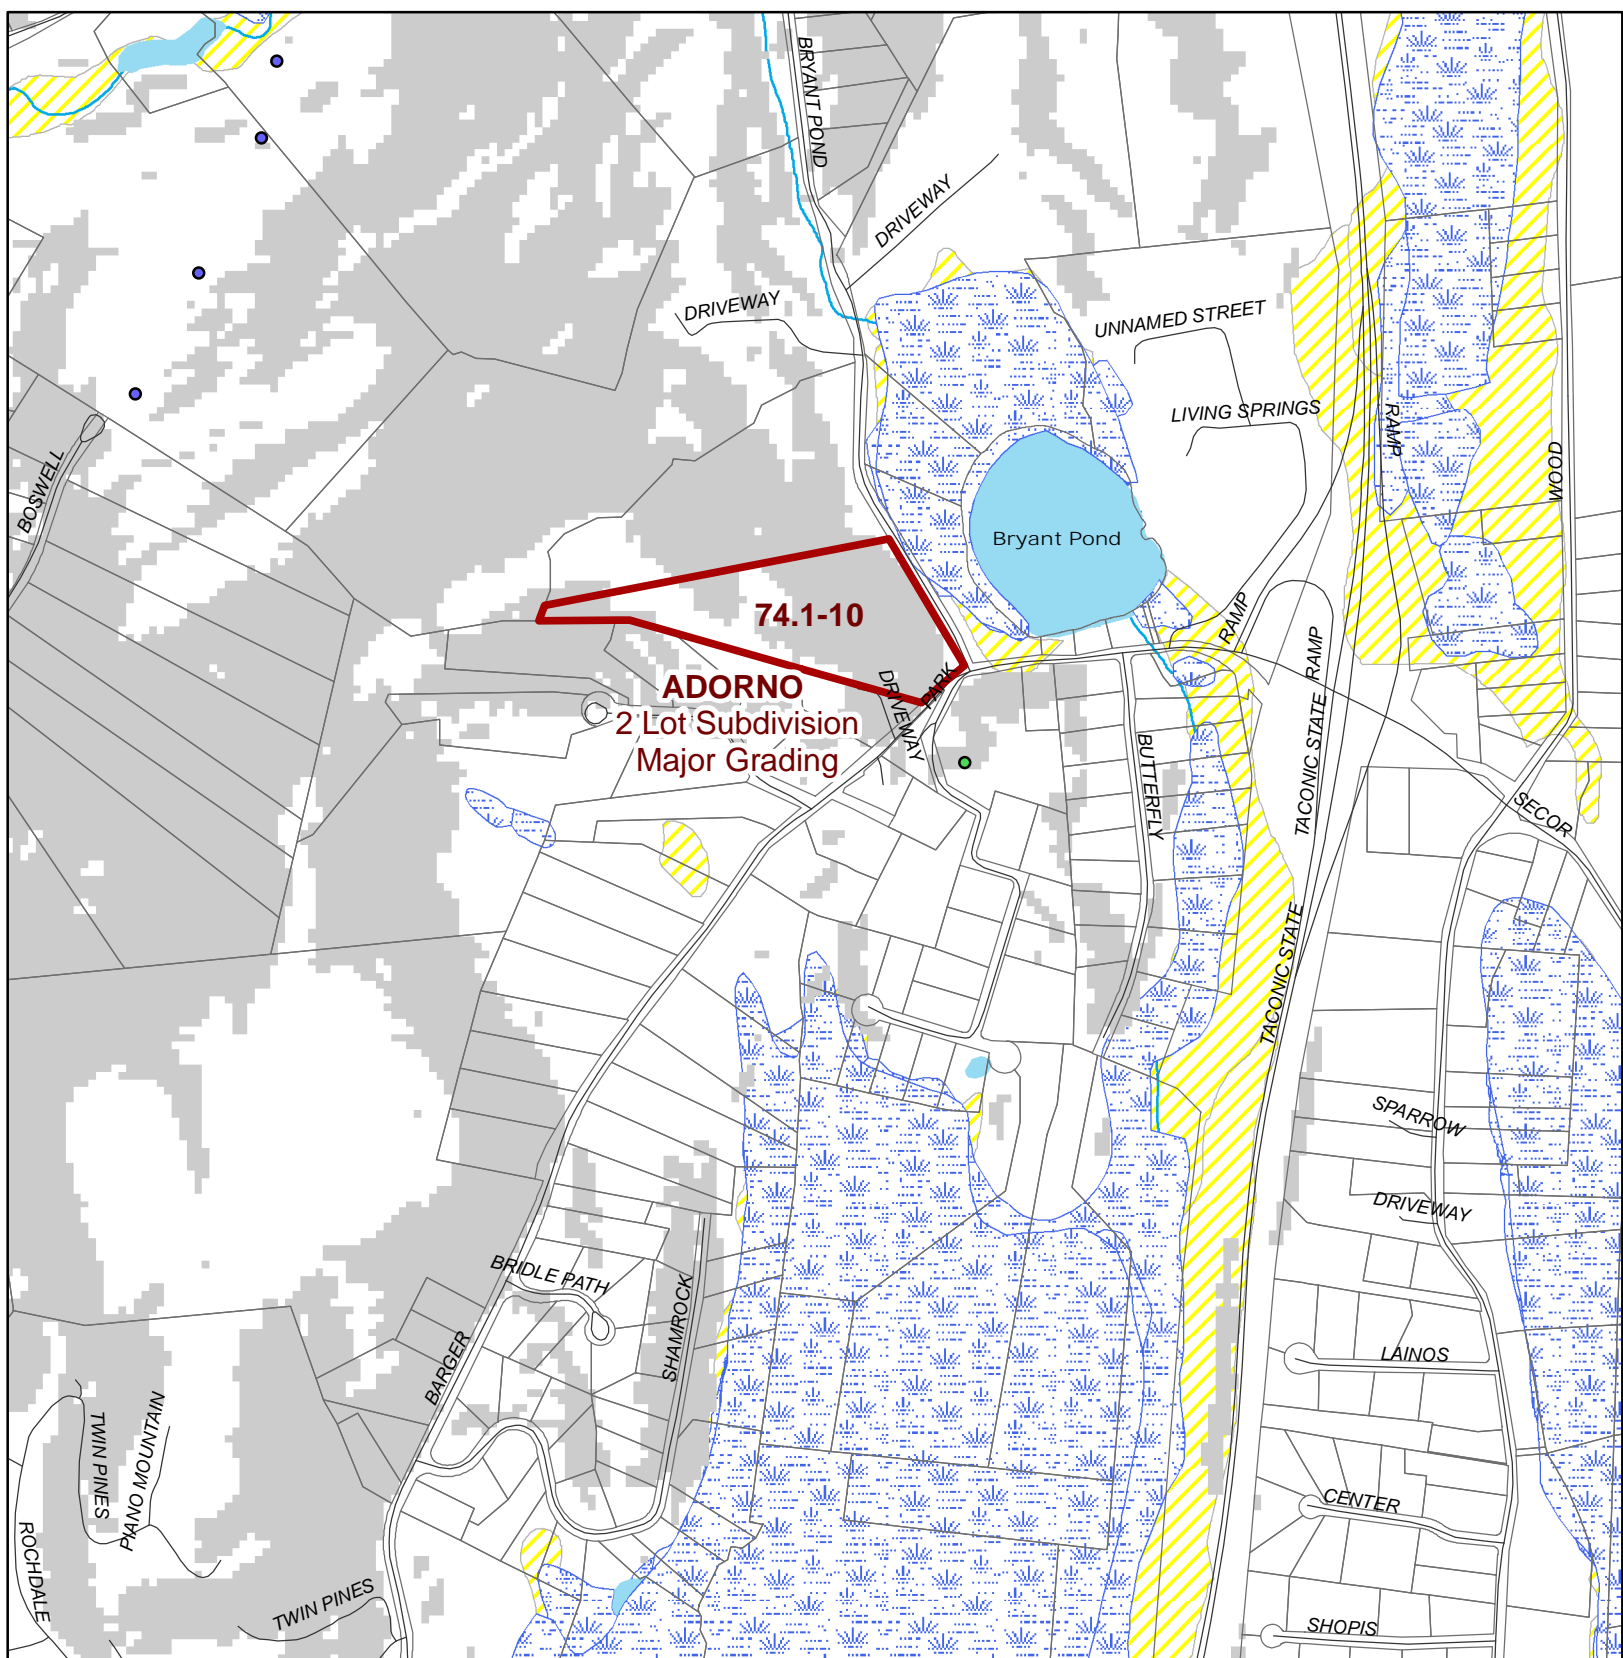 BRYANT POND
DRIVEWAY
DRIVEWAY
UNNAMED STREET
LIVING SPRINGS
RAMP
WOOD
BOSWELL
Bryant Pond
74.1-10
RAMP
TACONIC STATE RAMP
PARK
DRIVEWAY
ADORNO
2 Lot Subdivision
Major Grading
BUTTERFLY
TACONIC STATE
SECOR
TACONIC STATE
SPARROW
DRIVEWAY
BRIDLE PATH
SHAMROCK
BARGER
LAINOS
TWIN PINES
PIANO MOUNTAIN
ROCHDALE
CENTER
TWIN PINES
SHOPIS